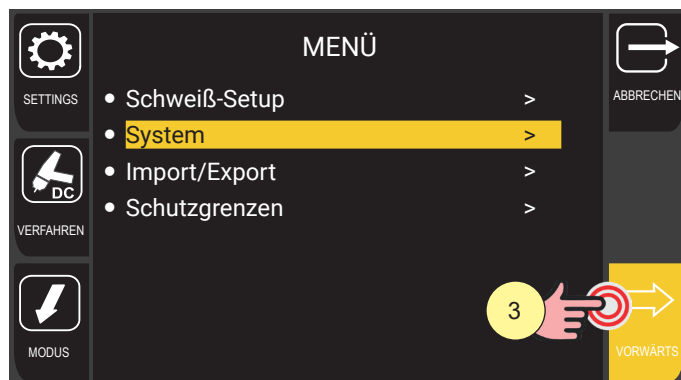 MENÜ
SETTINGS
DC
VERFAHREN
MODUS
• Schweiß-Setup >
• System >
• Import/Export >
• Schutzgrenzen >
3
ABBRECHEN
VORWÄRTS